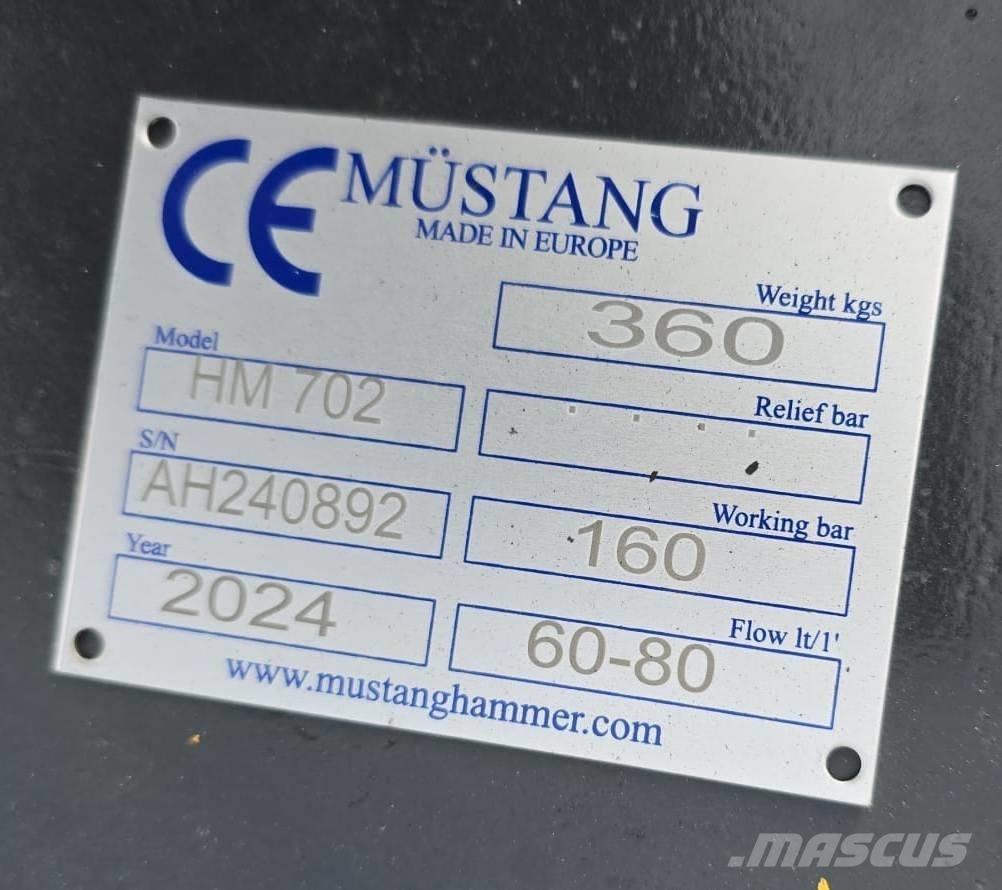 CE MÜSTANG
MADE IN EUROPE
Weight kgs
360
Model
HM 702
Relief bar
. . . .
S/N
AH240892
Working bar
160
Year
2024
Flow lt/1'
60-80
www.mustanghammer.com
.MASCUS